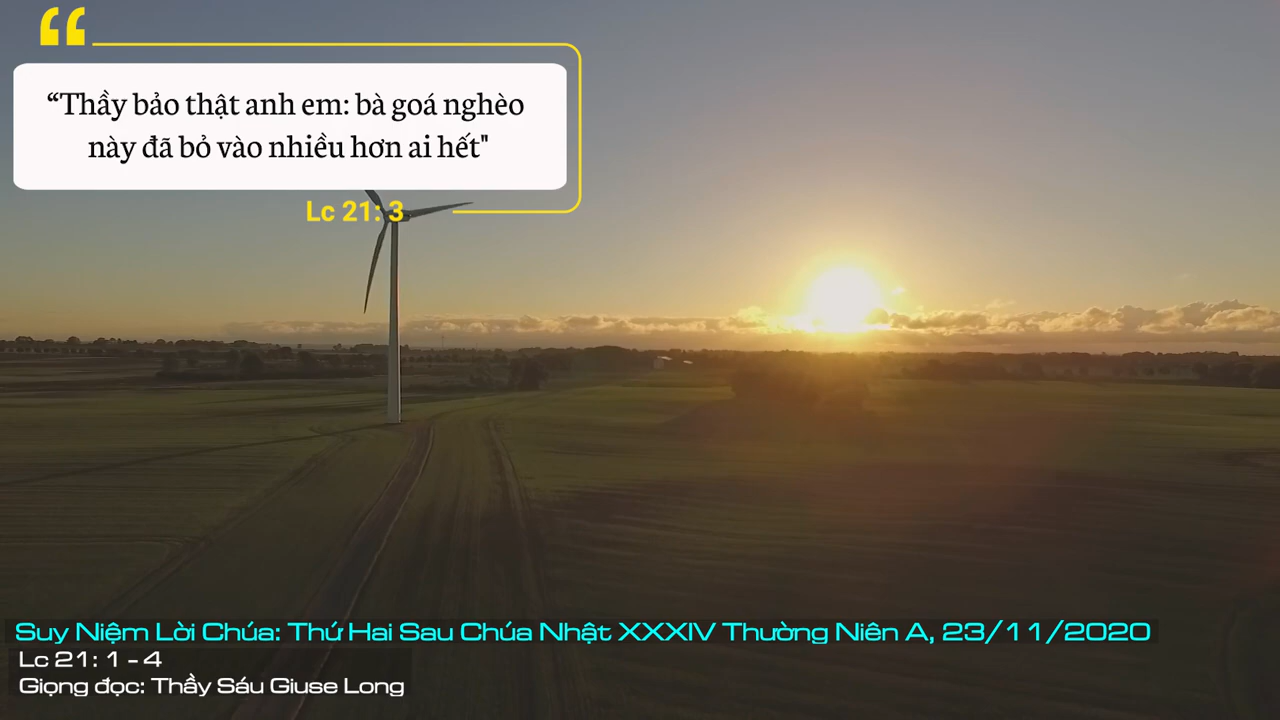 “Thầy bảo thật anh em: bà goá nghèo
này đã bỏ vào nhiều hơn ai hết"
Lc 21: 3
Suy Niệm Lời Chúa: Thứ Hai Sau Chúa Nhật XXXIV Thường Niên A, 23/11/2020
Lc 21: 1 - 4
Giọng đọc: Thầy Sáu Giuse Long